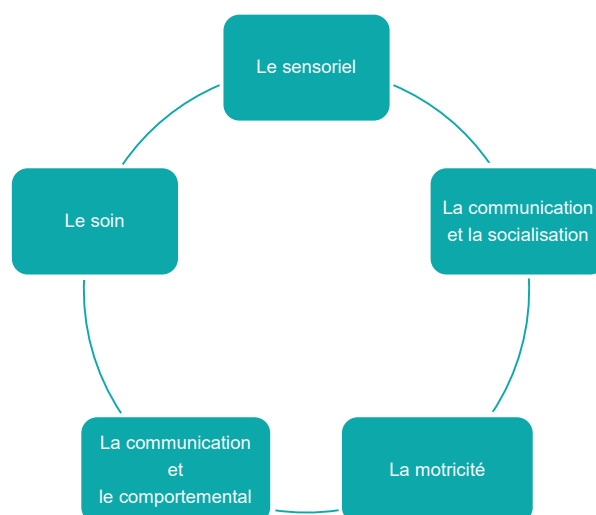 Le sensoriel
La communication
et la socialisation
La motricité
La communication
et
le comportemental
Le soin